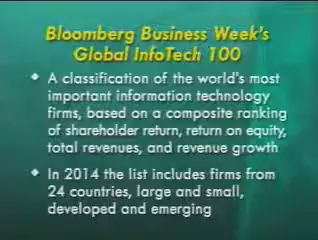 Bloomberg Business Week's
Global InfoTech 100
◆ A classification of the world's most
important information technology
firms, based on a composite ranking
of shareholder return, return on equity,
total revenues, and revenue growth
◆ In 2014 the list includes firms from
24 countries, large and small,
developed and emerging